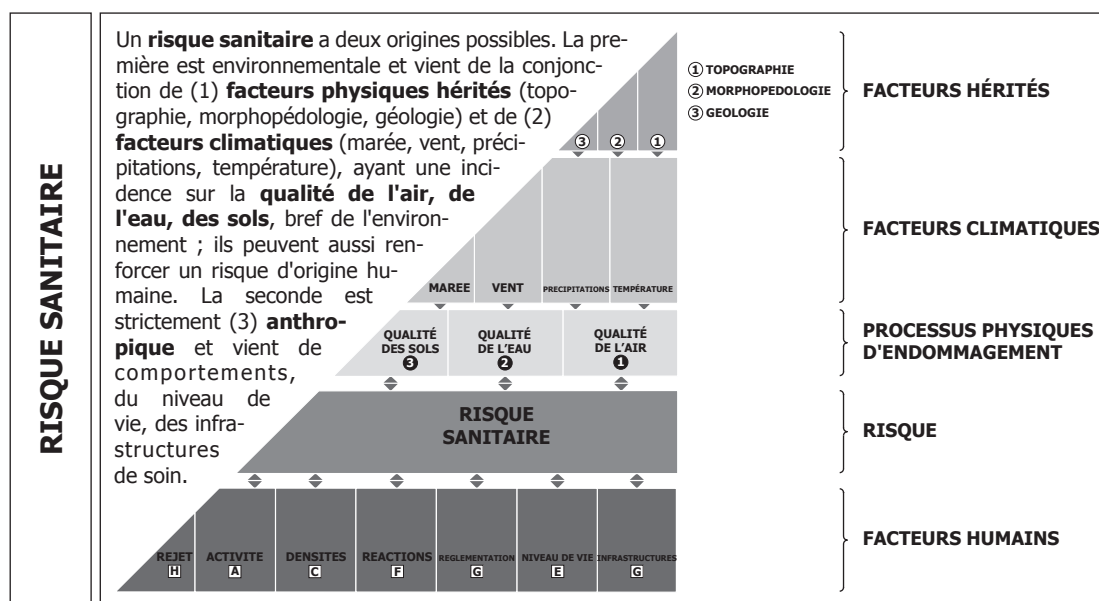 RISQUE SANITAIRE
Un risque sanitaire a deux origines possibles. La pre-
mière est environnementale et vient de la conjonc-
tion de (1) facteurs physiques hérités (topo-
graphie, morphopédologie, géologie) et de (2)
facteurs climatiques (marée, vent, préci-
pitations, température), ayant une inci-
dence sur la qualité de l'air, de
l'eau, des sols, bref de l'environ-
nement ; ils peuvent aussi ren-
forcer un risque d'origine hu-
maine. La seconde est
strictement (3) anthro-
pique et vient de
comportements,
du niveau de
vie, des infra-
structures
de soin.
1 TOPOGRAPHIE
2 MORPHOPEDOLOGIE
3 GEOLOGIE
FACTEURS HÉRITÉS
3 2 1
FACTEURS CLIMATIQUES
MAREE VENT PRECIPITATIONS TEMPÉRATURE
QUALITÉ
DES SOLS
3
QUALITÉ
DE L'EAU
2
QUALITÉ
DE L'AIR
1
PROCESSUS PHYSIQUES
D'ENDOMMAGEMENT
RISQUE
SANITAIRE
RISQUE
REJET ACTIVITE DENSITES REACTIONS REGLEMENTATION NIVEAU DE VIE INFRASTRUCTURES
H A C F G E G
FACTEURS HUMAINS